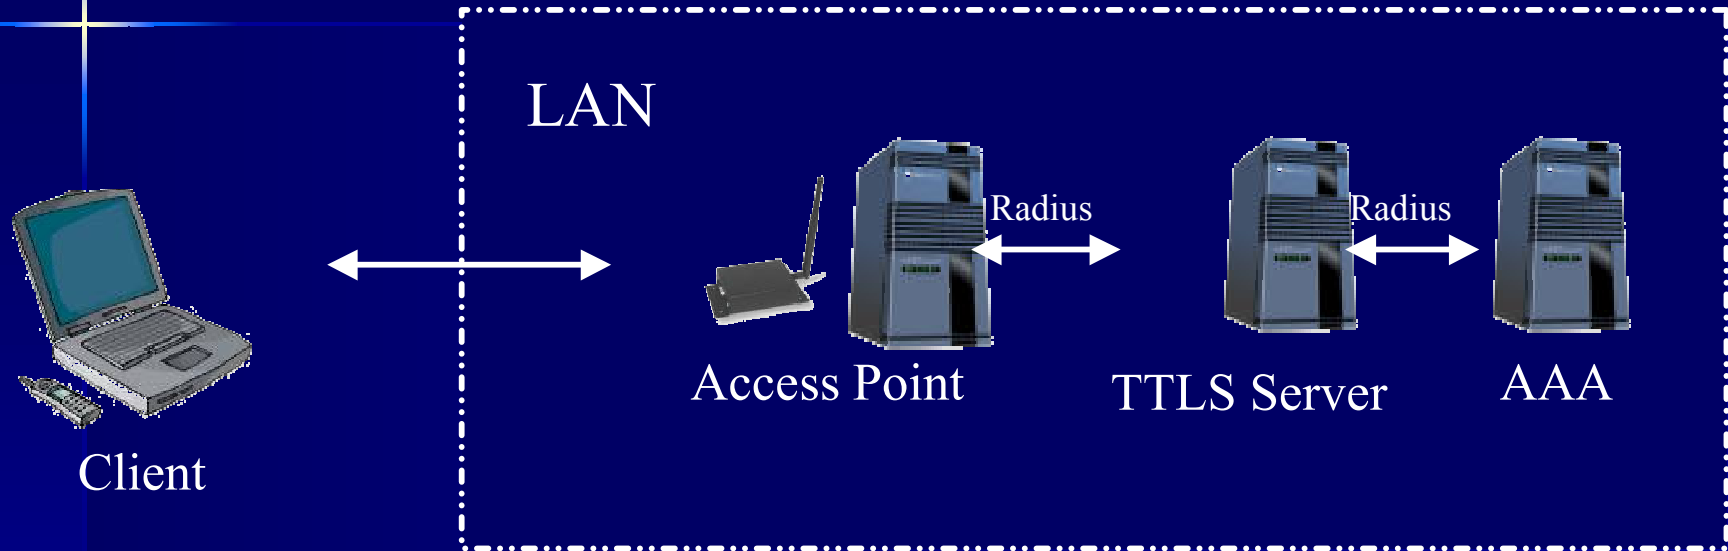 LAN
Radius
Radius
Access Point
TTLS Server
AAA
Client